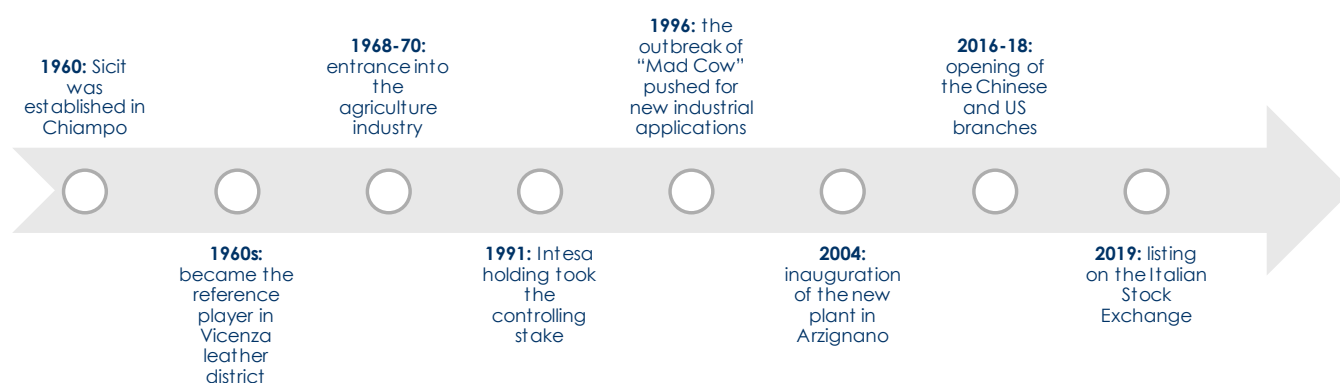 1960: Sicit
was
established in
Chiampo
1960s:
became the
reference
player in
Vicenza
leather
district
1968-70:
entrance into
the
agriculture
industry
1991: Intesa
holding took
the
controlling
stake
1996: the
outbreak of
“Mad Cow”
pushed for
new industrial
applications
2004:
inauguration
of the new
plant in
Arzignano
2016-18:
opening of
the Chinese
and US
branches
2019: listing
on the Italian
Stock
Exchange